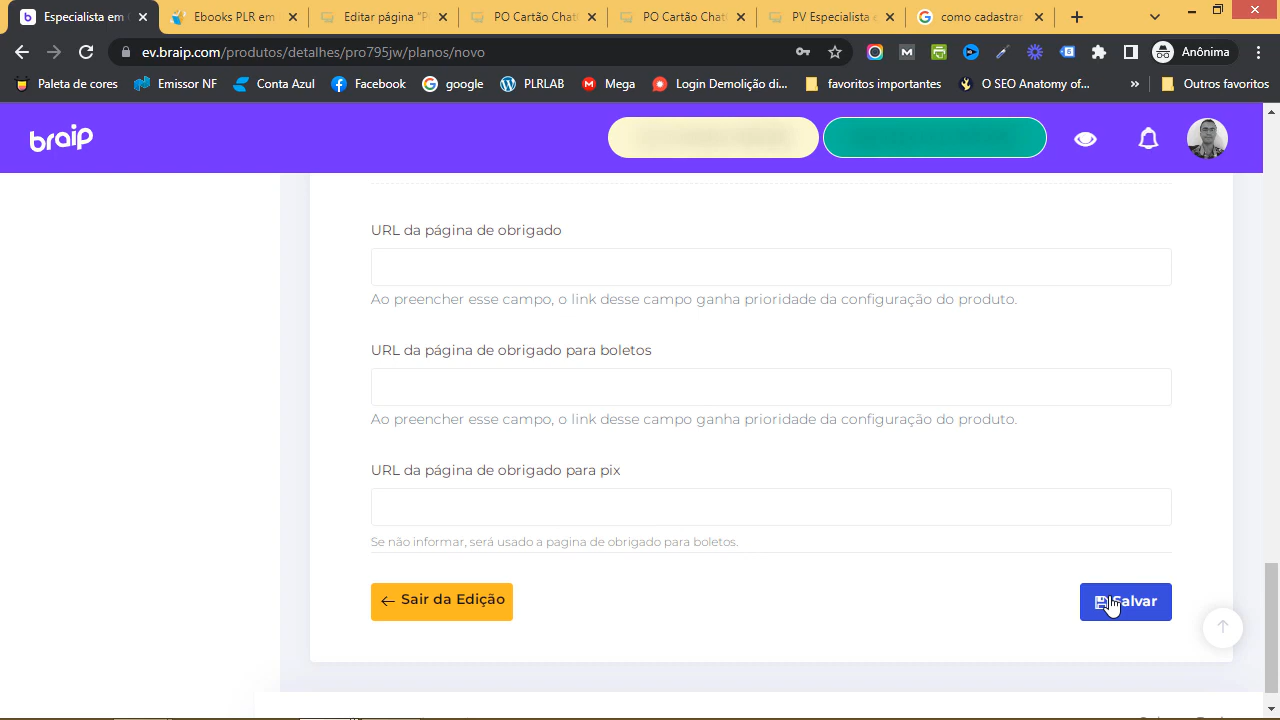 Especialista em
Ebooks PLR em
Editar página "P
PO Cartão Chat
PO Cartão Chat
PV Especialista e
como cadastrar
ev.braip.com/produtos/detalhes/pro795jw/planos/novo
Anônima
Paleta de cores
Emissor NF
Conta Azul
Facebook
google
PLRLAB
Mega
Login Demolição di...
favoritos importantes
O SEO Anatomy of...
»
Outros favoritos
braip
URL da página de obrigado
Ao preencher esse campo, o link desse campo ganha prioridade da configuração do produto.
URL da página de obrigado para boletos
Ao preencher esse campo, o link desse campo ganha prioridade da configuração do produto.
URL da página de obrigado para pix
Se não informar, será usado a pagina de obrigado para boletos.
← Sair da Edição
Salvar